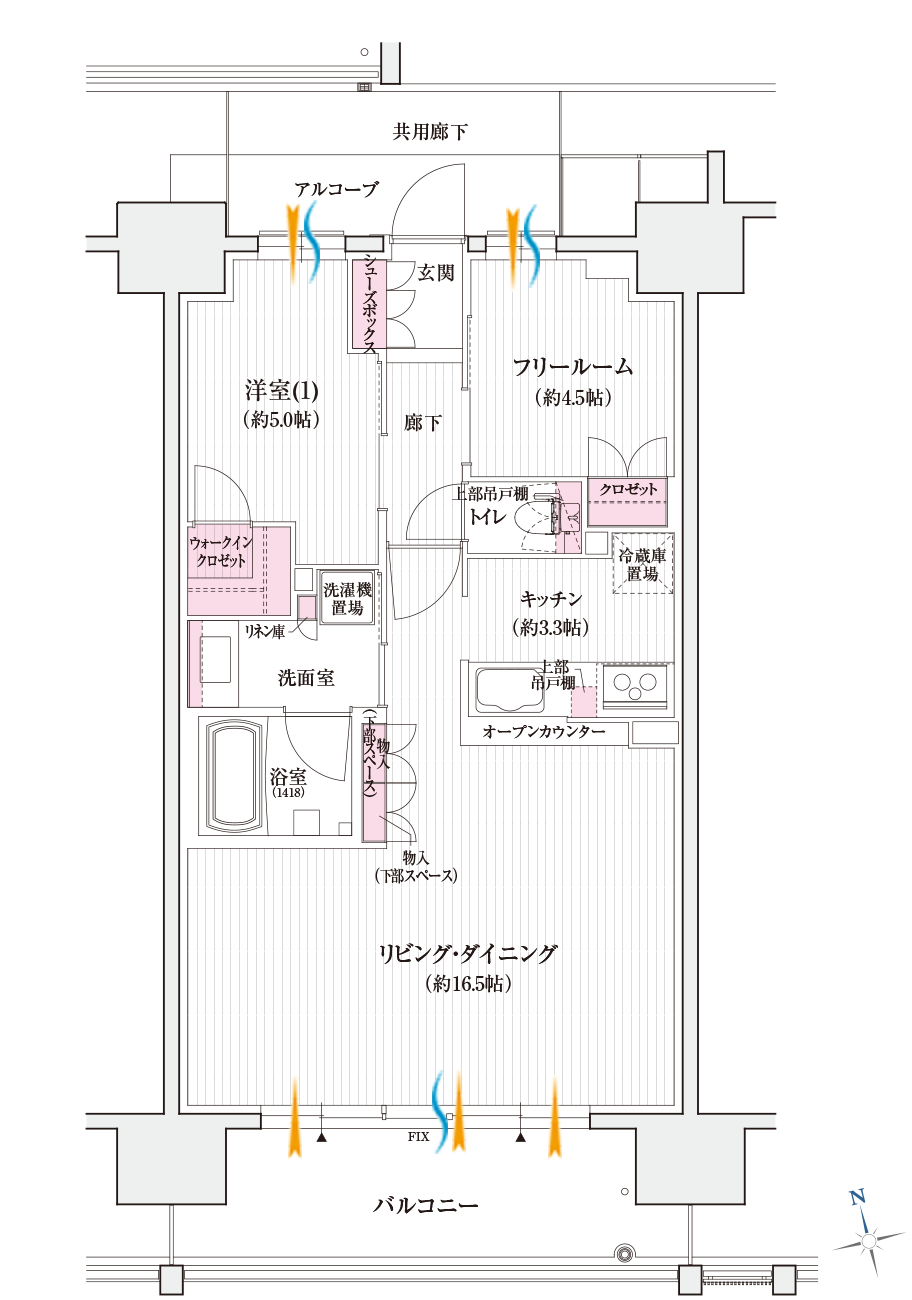 共用廊下
アルコーブ
シューズボックス
玄関
洋室(1)
(約5.0帖)
廊下
フリールーム
(約4.5帖)
上部吊戸棚
トイレ
クロゼット
ウォークイン
クロゼット
洗濯機
置場
冷蔵庫
置場
リネン庫
キッチン
(約3.3帖)
洗面室
上部
吊戸棚
オープンカウンター
物入
(下部スペース)
浴室
(1418)
物入
(下部スペース)
リビング・ダイニング
(約16.5帖)
FIX
バルコニー
N